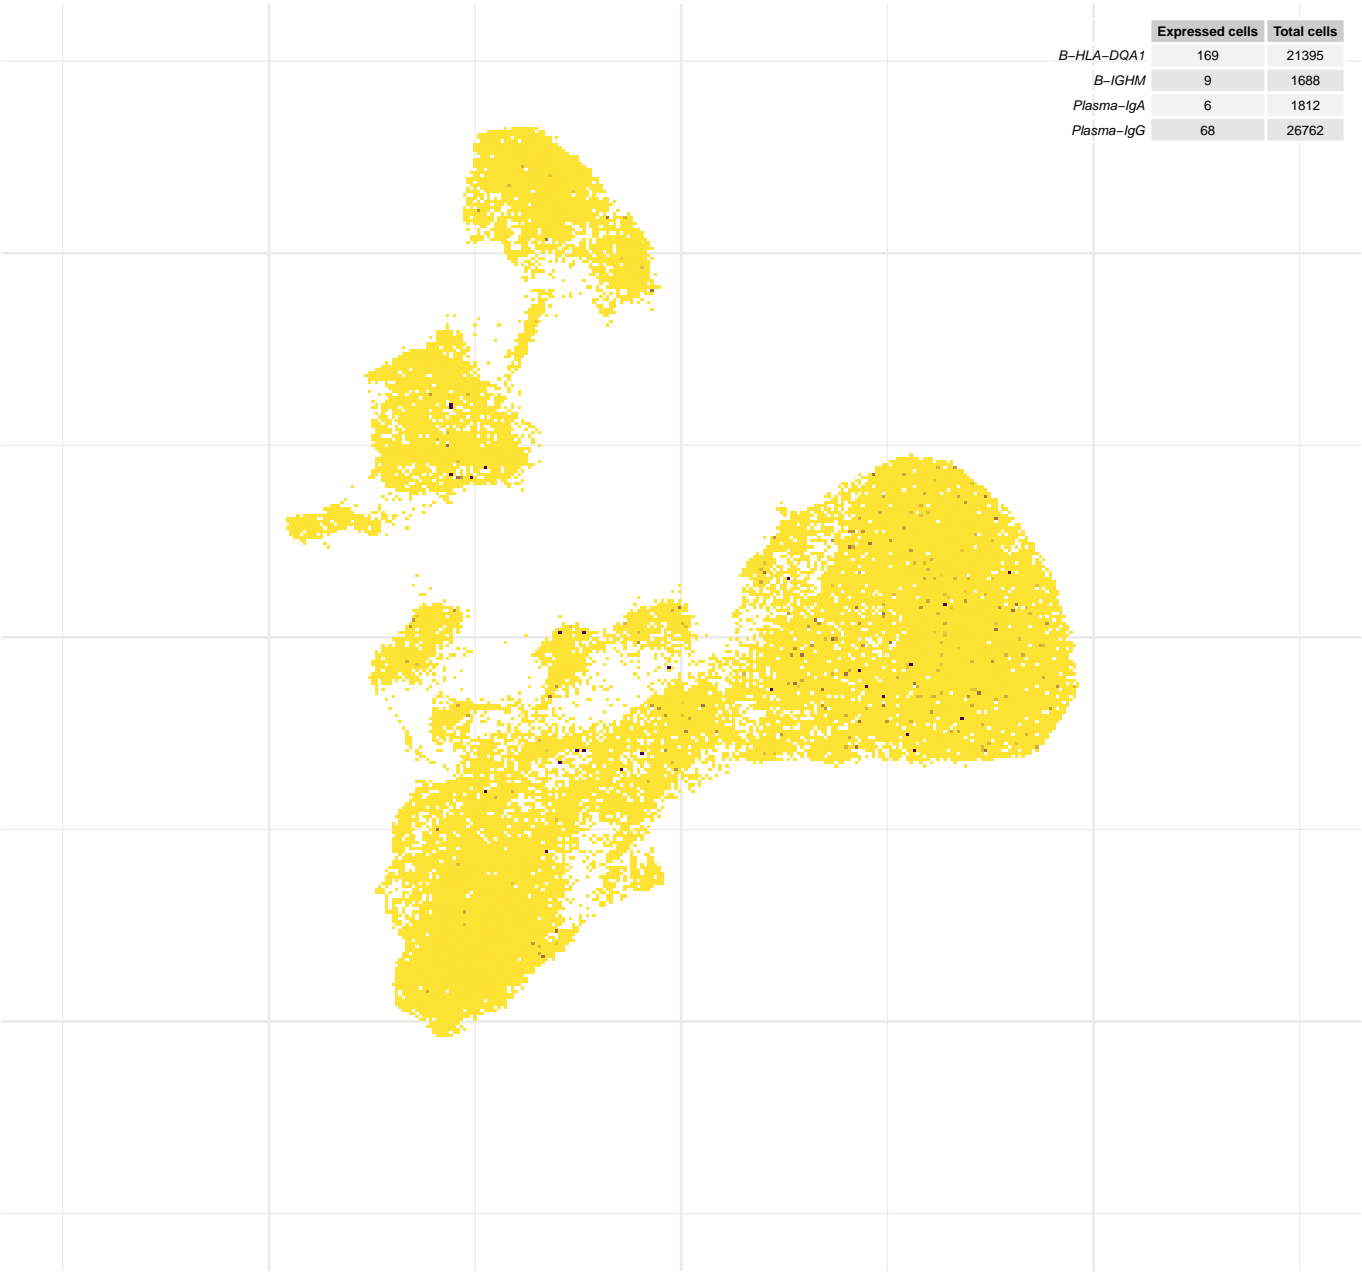 Expressed cells Total cells
B−HLA−DQA1 169 21395
B−IGHM 9 1688
Plasma−IgA 6 1812
Plasma−IgG 68 26762